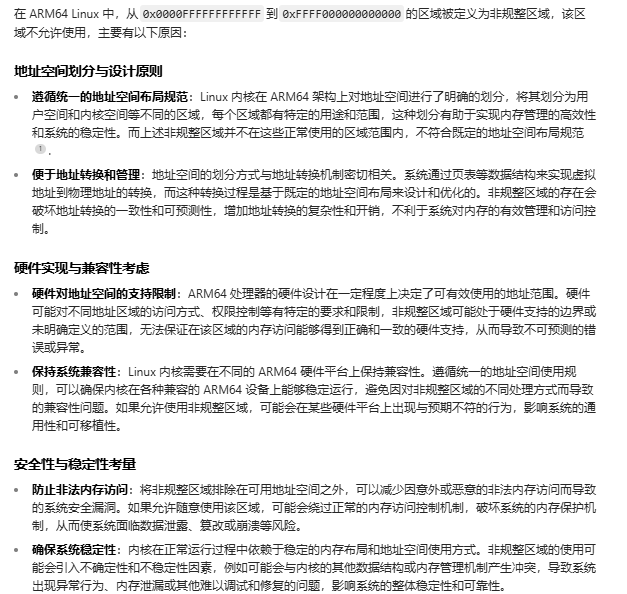 在 ARM64 Linux 中，从 0x0000FFFFFFFFFFFF 到 0xFFFF000000000000 的区域被定义为非规整区域，该区
域不允许使用，主要有以下原因：
地址空间划分与设计原则
• 遵循统一的地址空间布局规范：Linux 内核在 ARM64 架构上对地址空间进行了明确的划分，将其划分为用
户空间和内核空间等不同的区域，每个区域都有特定的用途和范围，这种划分有助于实现内存管理的高效性
和系统的稳定性。而上述非规整区域并不在这些正常使用的区域范围内，不符合既定的地址空间布局规范
1 .
• 便于地址转换和管理：地址空间的划分方式与地址转换机制密切相关。系统通过页表等数据结构来实现虚拟
地址到物理地址的转换，而这种转换过程是基于既定的地址空间布局来设计和优化的。非规整区域的存在会
破坏地址转换的一致性和可预测性，增加地址转换的复杂性和开销，不利于系统对内存的有效管理和访问控
制。
硬件实现与兼容性考虑
• 硬件对地址空间的支持限制：ARM64 处理器的硬件设计在一定程度上决定了可有效使用的地址范围。硬件
可能对不同地址区域的访问方式、权限控制等有特定的要求和限制，非规整区域可能处于硬件支持的边界或
未明确定义的范围，无法保证在该区域的内存访问能够得到正确和一致的硬件支持，从而导致不可预测的错
误或异常。
• 保持系统兼容性：Linux 内核需要在不同的 ARM64 硬件平台上保持兼容性。遵循统一的地址空间使用规
则，可以确保内核在各种兼容的 ARM64 设备上能够稳定运行，避免因对非规整区域的不同处理方式而导致
的兼容性问题。如果允许使用非规整区域，可能会在某些硬件平台上出现与预期不符的行为，影响系统的通
用性和可移植性。
安全性与稳定性考量
• 防止非法内存访问：将非规整区域排除在可用地址空间之外，可以减少因意外或恶意的非法内存访问而导致
的系统安全漏洞。如果允许随意使用该区域，可能会绕过正常的内存访问控制机制，破坏系统的内存保护机
制，从而使系统面临数据泄露、篡改或崩溃等风险。
• 确保系统稳定性：内核在正常运行过程中依赖于稳定的内存布局和地址空间使用方式。非规整区域的使用可
能会引入不确定性和不稳定性因素，例如可能会与内核的其他数据结构或内存管理机制产生冲突，导致系统
出现异常行为、内存泄漏或其他难以调试和修复的问题，影响系统的整体稳定性和可靠性。